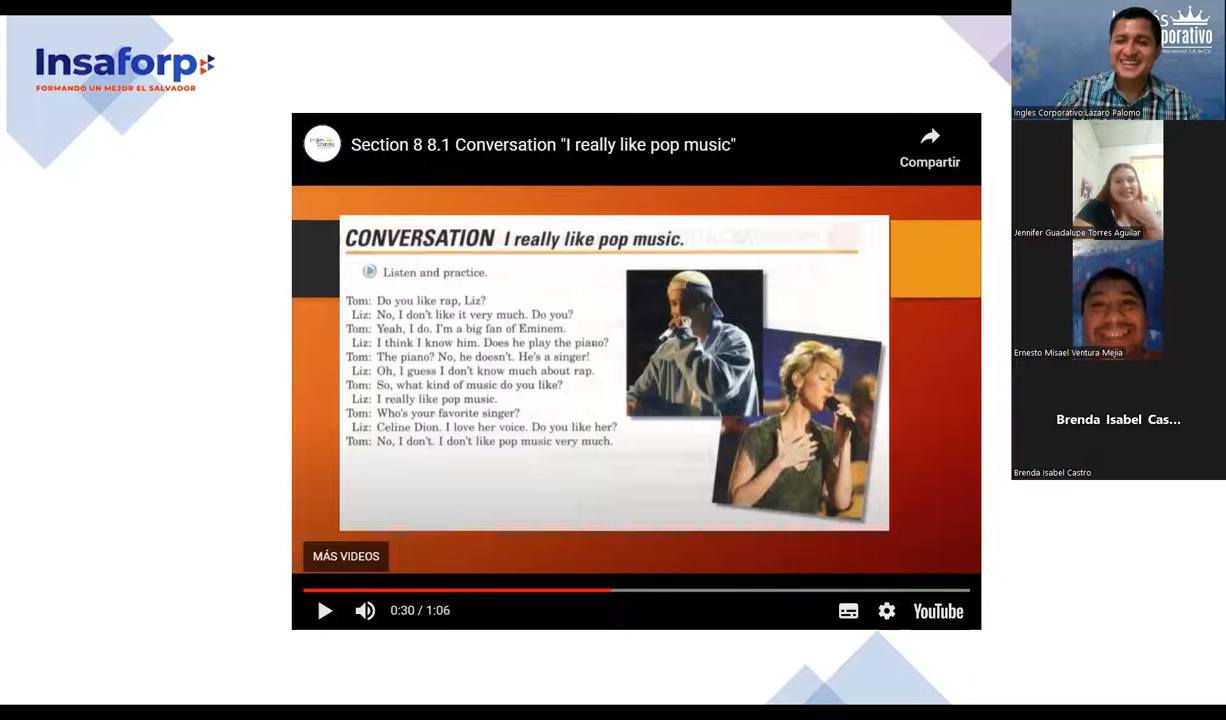 Insaforp
FORMANDO UN MEJOR EL SALVADOR
Section 8 8.1 Conversation "I really like pop music"
Compartir
CONVERSATION I really like pop music.
Listen and practice.
Tom: Do you like rap, Liz?
Liz: No, I don't like it very much. Do you?
Tom: Yeah, I do. I'm a big fan of Eminem.
Liz: I think I know him. Does he play the piano?
Tom: The piano? No, he doesn't. He's a singer!
Liz: Oh, I guess I don't know much about rap.
Tom: So, what kind of music do you like?
Liz: I really like pop music.
Tom: Who's your favorite singer?
Liz: Celine Dion. I love her voice. Do you like her?
Tom: No, I don't. I don't like pop music very much.
MÁS VIDEOS
0:30 / 1:06
YouTube
Ingles Corporativo:Lázaro Palomo
Jennifer Guadalupe Torres Aguilar
Ernesto Misael Ventura Mejia
Brenda Isabel Cas...
Brenda Isabel Castro